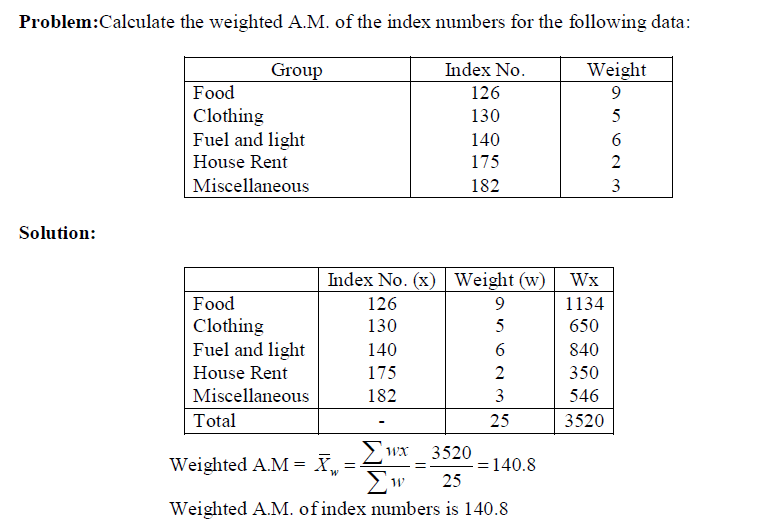 Problem:Calculate the weighted A.M. of the index numbers for the following data:
Group Index No. Weight
Food 126 9
Clothing 130 5
Fuel and light 140 6
House Rent 175 2
Miscellaneous 182 3
Solution:
Index No. (x) Weight (w) Wx
Food 126 9 1134
Clothing 130 5 650
Fuel and light 140 6 840
House Rent 175 2 350
Miscellaneous 182 3 546
Total - 25 3520
Weighted A.M = X̄w = ∑wx / ∑w = 3520 / 25 = 140.8
Weighted A.M. of index numbers is 140.8